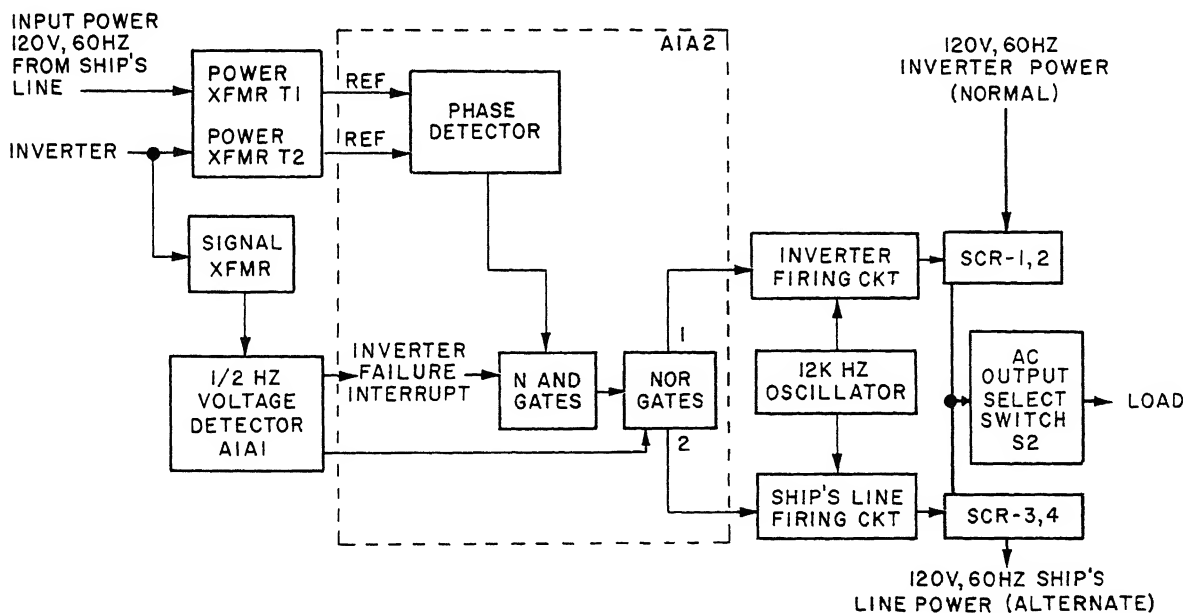 INPUT POWER
120V, 60HZ
FROM SHIP'S
LINE
POWER
XFMR T1
REF
A1A2
PHASE
DETECTOR
120V, 60HZ
INVERTER POWER
(NORMAL)
INVERTER
POWER
XFMR T2
REF
SIGNAL
XFMR
INVERTER
FIRING CKT
SCR-1, 2
1/2 HZ
VOLTAGE
DETECTOR
A1A1
INVERTER
FAILURE
INTERRUPT
N AND
GATES
1
NOR
GATES
2
12K HZ
OSCILLATOR
AC
OUTPUT
SELECT
SWITCH
S2
LOAD
SHIP'S LINE
FIRING CKT
SCR-3, 4
120V, 60HZ SHIP'S
LINE POWER (ALTERNATE)